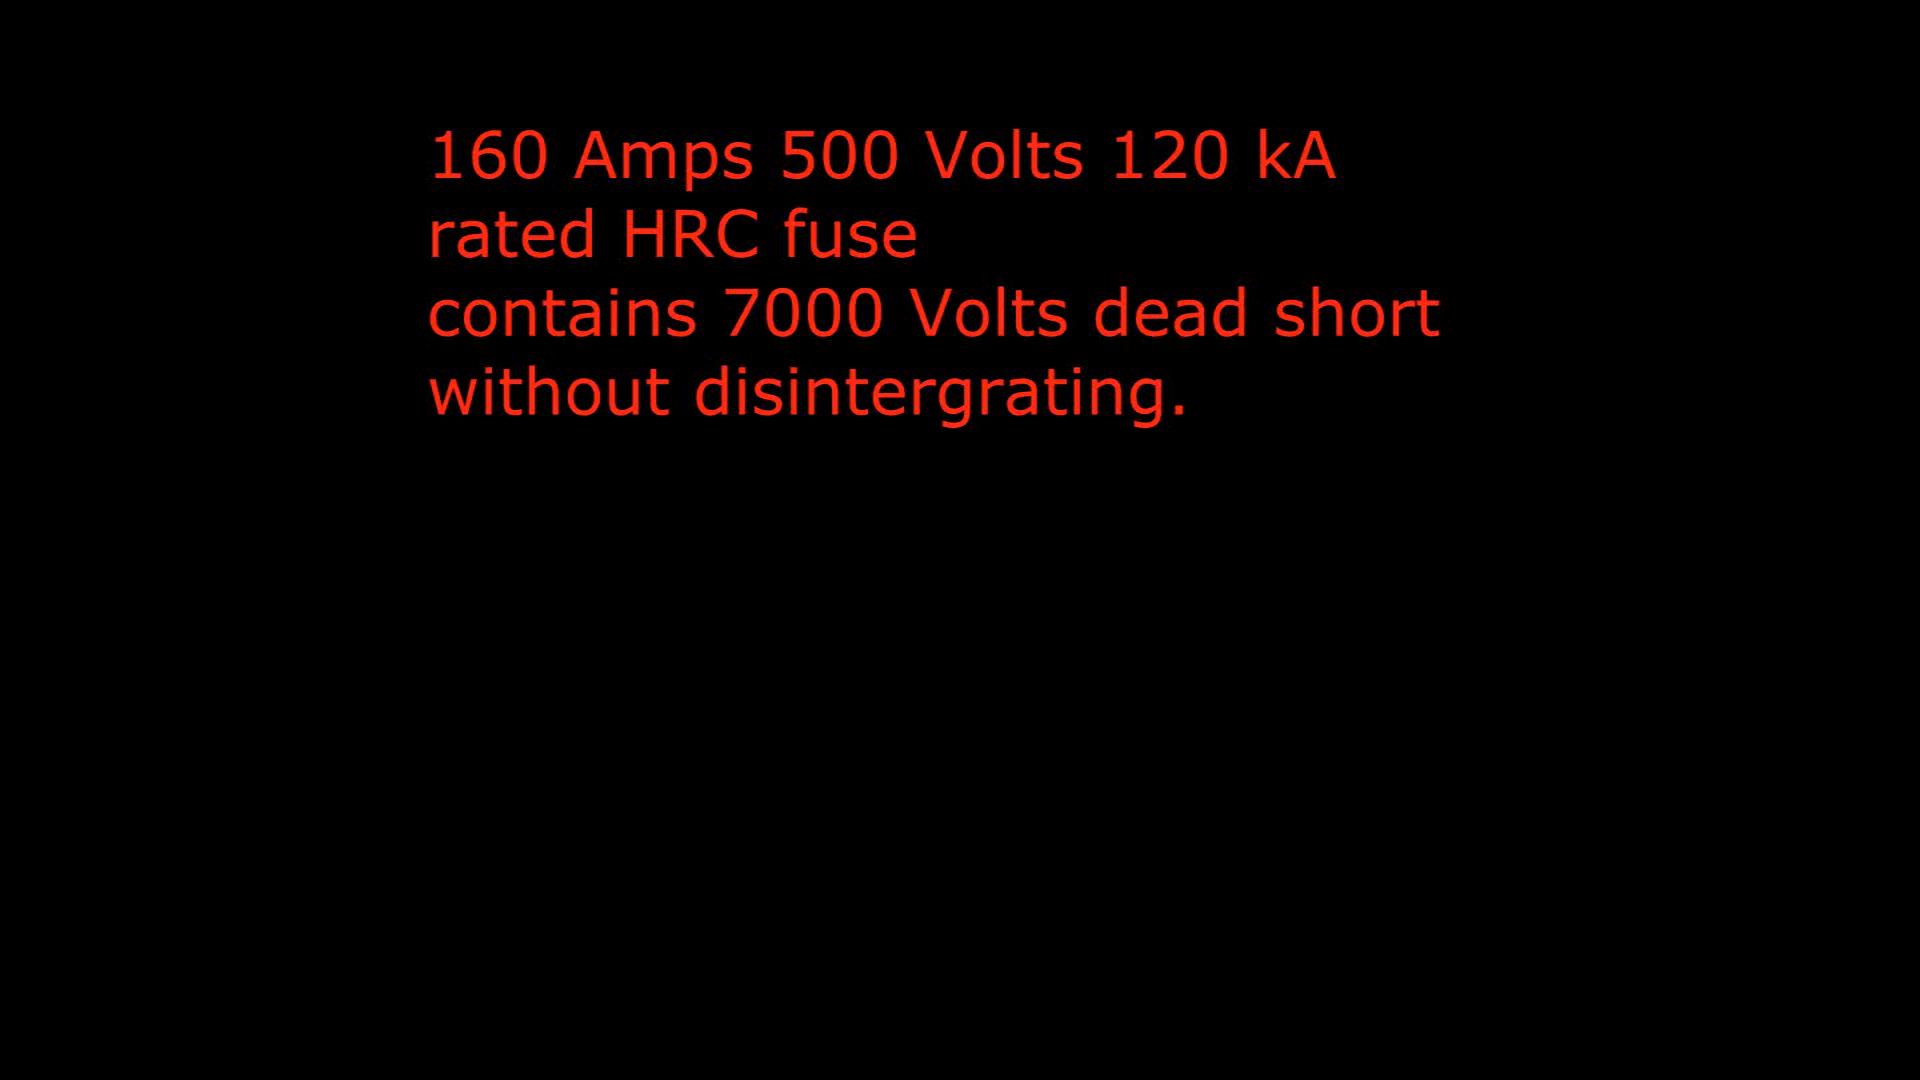 160 Amps 500 Volts 120 kA
rated HRC fuse
contains 7000 Volts dead short
without disintergrating.